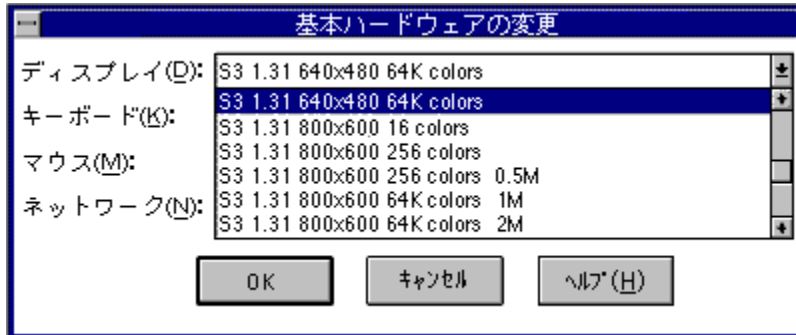 基本ハードウェアの変更
ディスプレイ(D): S3 1.31 640x480 64K colors
S3 1.31 640x480 64K colors
キーボード(K):
S3 1.31 800x600 16 colors
S3 1.31 800x600 256 colors
マウス(M):
S3 1.31 800x600 256 colors 0.5M
S3 1.31 800x600 64K colors 1M
ネットワーク(N):
S3 1.31 800x600 64K colors 2M
OK キャンセル ヘルプ(H)